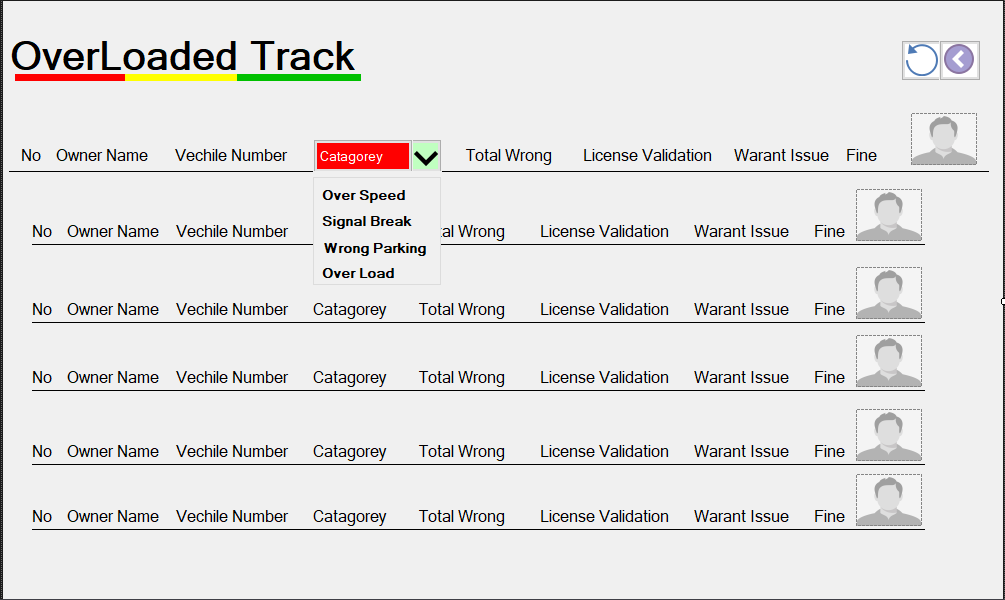 OverLoaded Track
No Owner Name Vechile Number Catagorey Total Wrong License Validation Warant Issue Fine
Over Speed
Signal Break
Wrong Parking
Over Load
No Owner Name Vechile Number al Wrong License Validation Warant Issue Fine
No Owner Name Vechile Number Catagorey Total Wrong License Validation Warant Issue Fine
No Owner Name Vechile Number Catagorey Total Wrong License Validation Warant Issue Fine
No Owner Name Vechile Number Catagorey Total Wrong License Validation Warant Issue Fine
No Owner Name Vechile Number Catagorey Total Wrong License Validation Warant Issue Fine